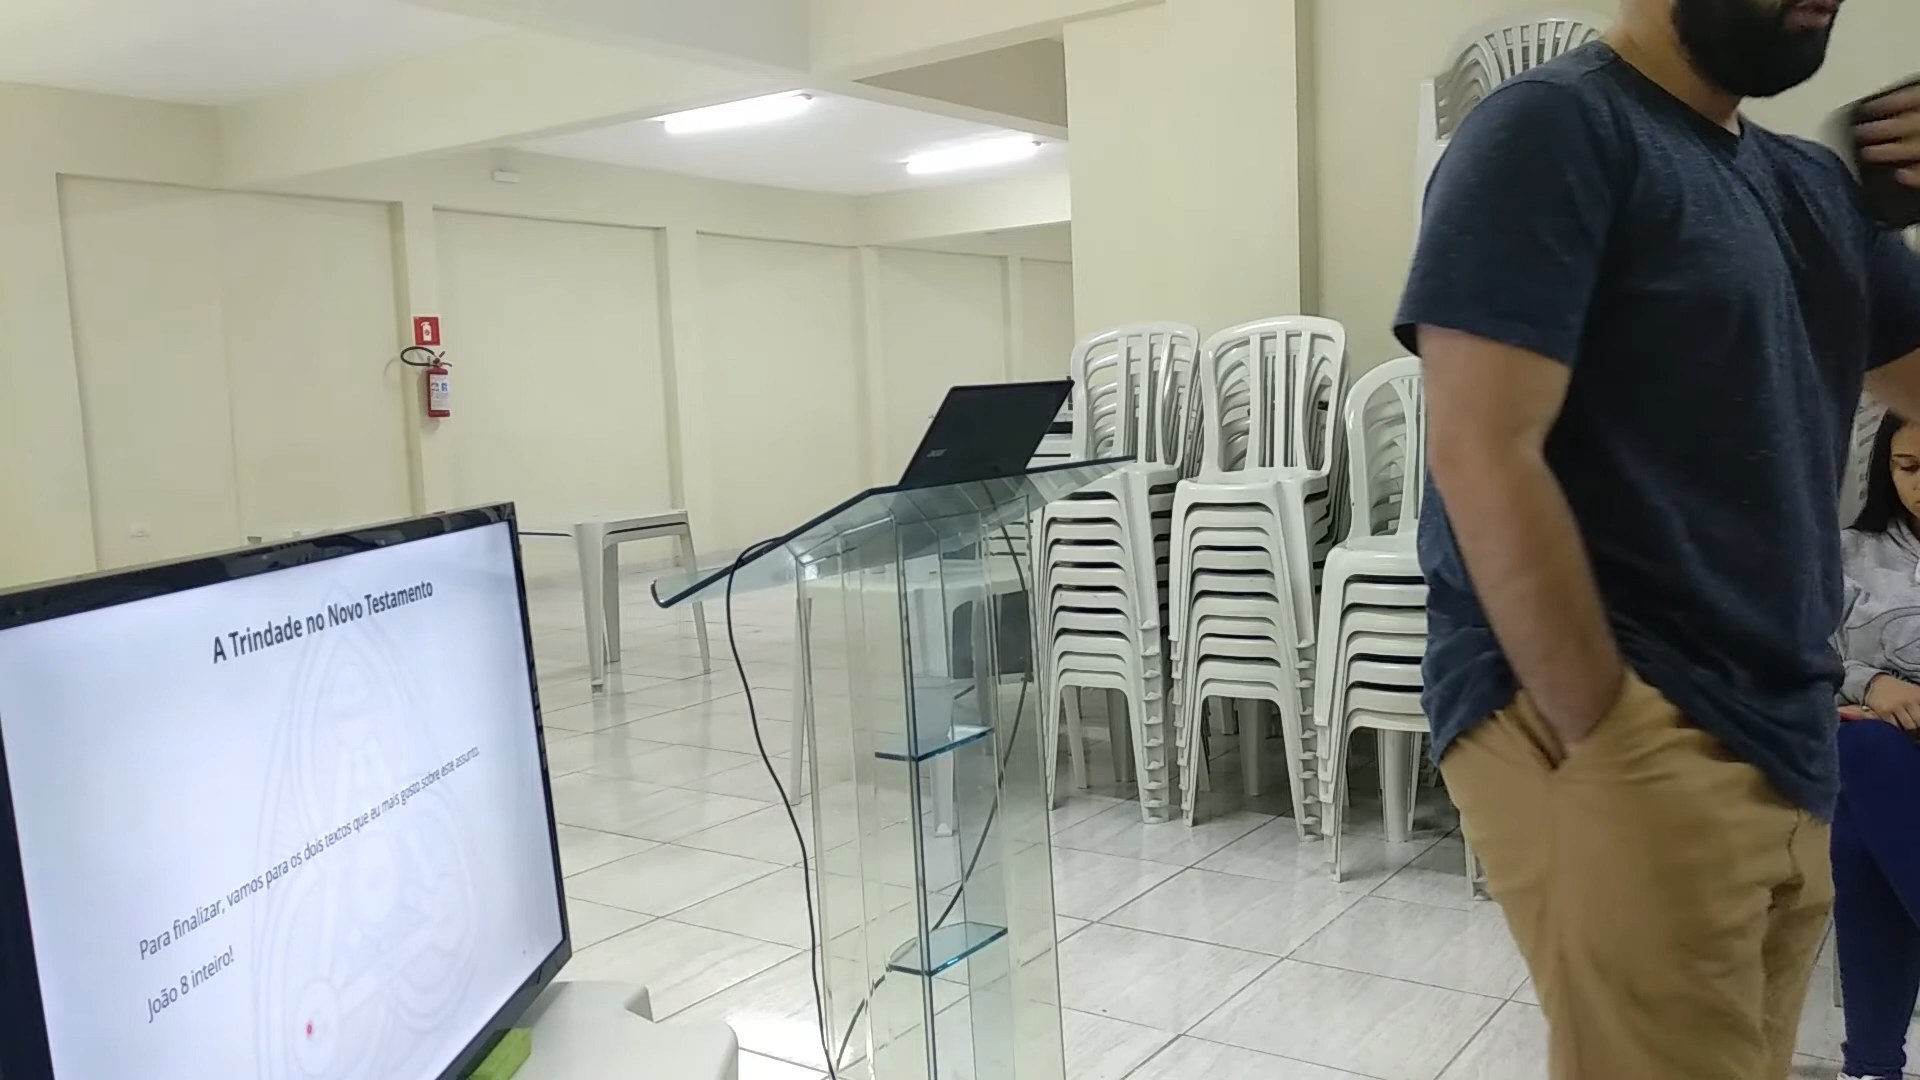 A Trindade no Novo Testamento
Para finalizar, vamos para os dois textos que eu mais gosto sobre este assunto.
João 8 inteiro!
acer